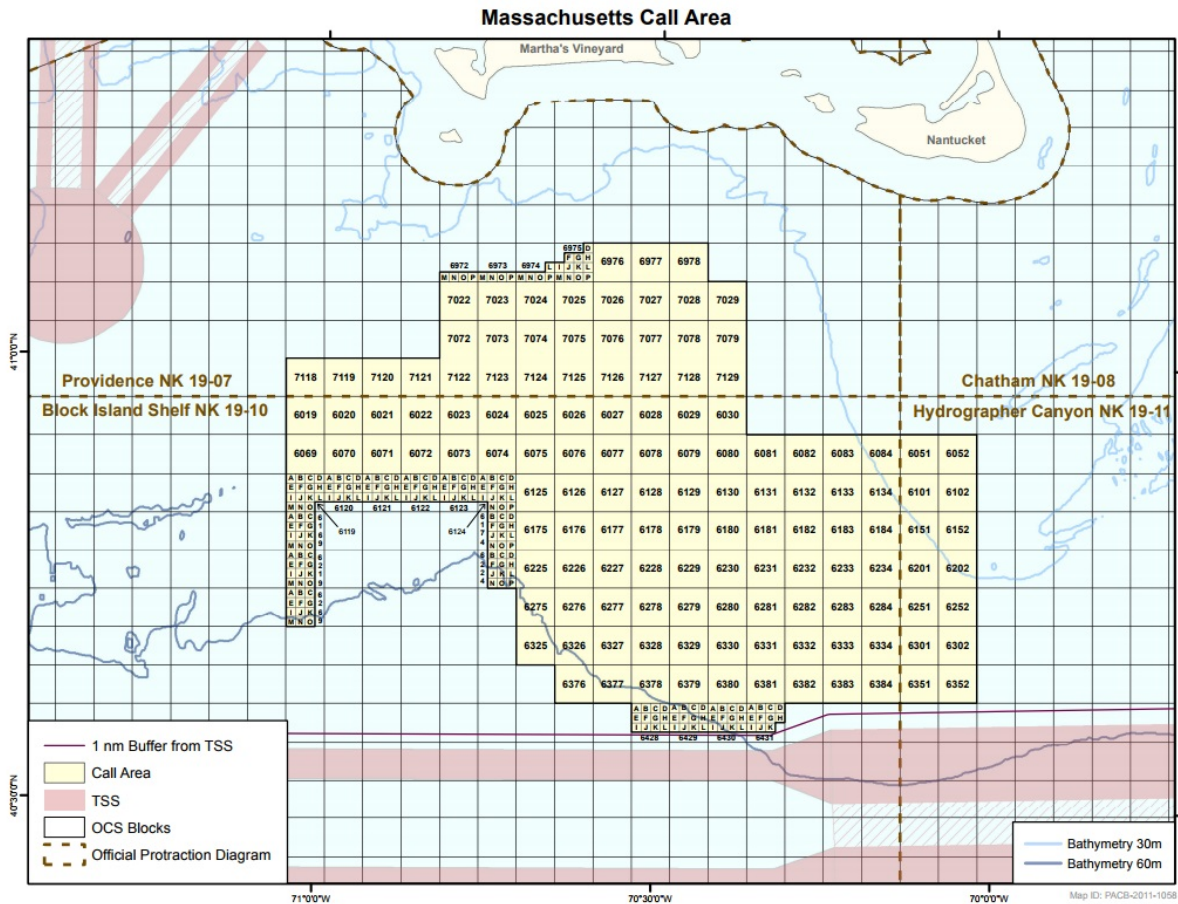 Massachusetts Call Area
Martha's Vineyard
Nantucket
6975 D
6976 6977 6978
F G H
6972 6973 6974 L I J K L
M N O P M N O P M N O P M N O P
7022 7023 7024 7025 7026 7027 7028 7029
7072 7073 7074 7075 7076 7077 7078 7079
41°0'0"N
7118 7119 7120 7121 7122 7123 7124 7125 7126 7127 7128 7129
Providence NK 19-07
Chatham NK 19-08
Block Island Shelf NK 19-10
Hydrographer Canyon NK 19-11
6019 6020 6021 6022 6023 6024 6025 6026 6027 6028 6029 6030
6069 6070 6071 6072 6073 6074 6075 6076 6077 6078 6079 6080 6081 6082 6083 6084 6051 6052
A B C D A B C D A B C D A B C D A B C D A B C D
E F G H E F G H E F G H E F G H E F G H E F G H
I J K L I J K L I J K L I J K L I J K L I J K L
6125 6126 6127 6128 6129 6130 6131 6132 6133 6134 6101 6102
M N O 6120 6121 6122 6123 N O P
A B C B C D
E F G F G H
6119 6124
6175 6176 6177 6178 6179 6180 6181 6182 6183 6184 6151 6152
I J K J K L
M N O N O P
6169
6174
A B C B C D
E F G F G H
6225 6226 6227 6228 6229 6230 6231 6232 6233 6234 6201 6202
I J K J K L
M N O N O P
6219
6224
A B C
E F G
6275 6276 6277 6278 6279 6280 6281 6282 6283 6284 6251 6252
I J K
M N O
6269
6325 6326 6327 6328 6329 6330 6331 6332 6333 6334 6301 6302
6376 6377 6378 6379 6380 6381 6382 6383 6384 6351 6352
A B C D A B C D A B C D A B C D
E F G H E F G H E F G H E F G H
I J K L I J K L I J K L I J K
6428 6429 6430 6431
1 nm Buffer from TSS
Call Area
TSS
OCS Blocks
Official Protraction Diagram
40°30'0"N
Bathymetry 30m
Bathymetry 60m
71°0'0"W 70°30'0"W 70°0'0"W
Map ID: PACB-2011-1058